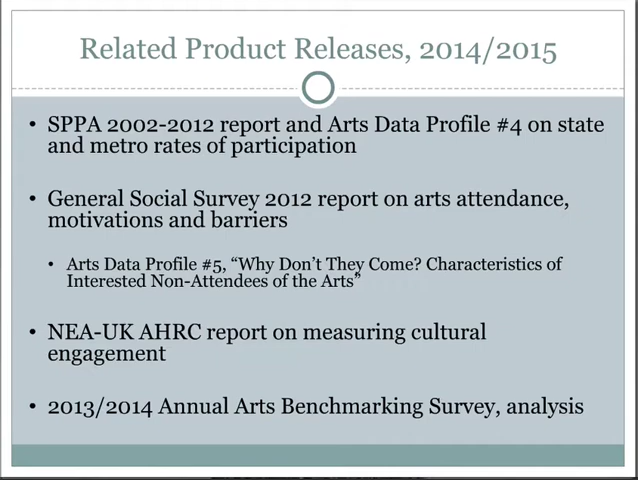 Related Product Releases, 2014/2015
• SPPA 2002-2012 report and Arts Data Profile #4 on state
and metro rates of participation
• General Social Survey 2012 report on arts attendance,
motivations and barriers
• Arts Data Profile #5, “Why Don’t They Come? Characteristics of
Interested Non-Attendees of the Arts”
• NEA-UK AHRC report on measuring cultural
engagement
• 2013/2014 Annual Arts Benchmarking Survey, analysis